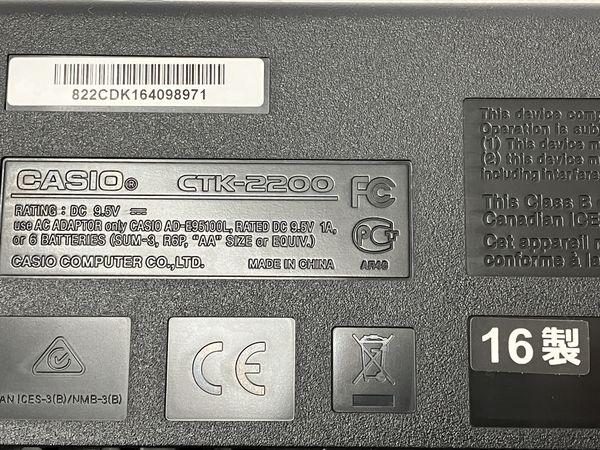 822CDK164098971
CASIO® CTK-2200 FC
RATING : DC 9.5V ⎓
use AC ADAPTOR only CASIO AD-E95100L, RATED DC 9.5V 1A,
or 6 BATTERIES (SUM-3, R6P, "AA" SIZE or EQUIV.)
CASIO COMPUTER CO.,LTD. MADE IN CHINA
АЯ46
This device comp
Operation is sub
(1) This device m
(2) this device m
including interfere
This Class B
Canadian ICES
Cet appareil
conforme à la
AN ICES-3(B)/NMB-3(B)
CE
16製